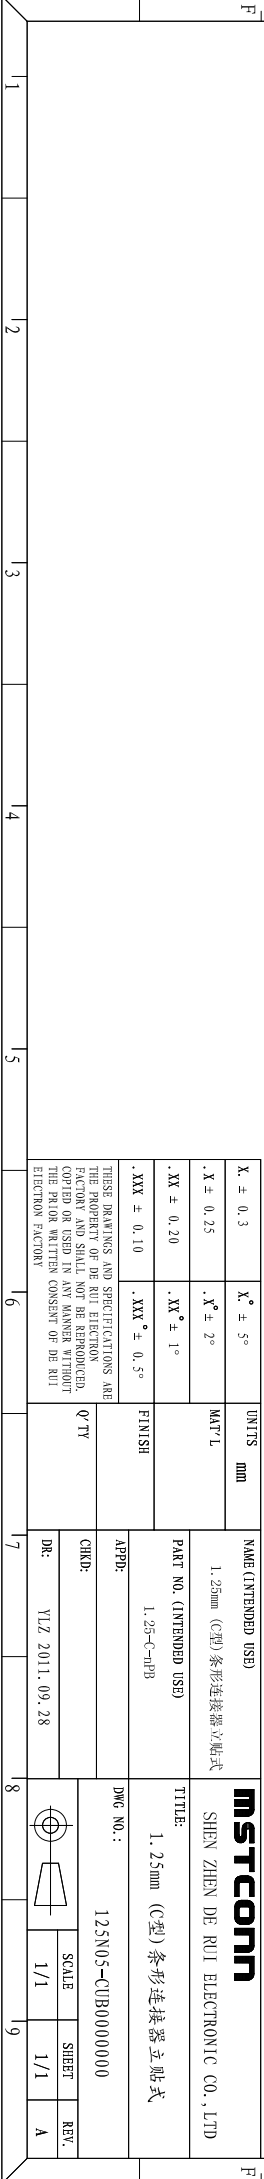 F
F
X. ± 0.3
X.° ± 5°
.X ± 0.25
.X° ± 2°
.XX ± 0.20
.XX° ± 1°
.XXX ± 0.10
.XXX° ± 0.5°
THESE DRAWINGS AND SPECIFICATIONS ARE
THE PROPERTY OF DE RUI EIECTRON
FACTORY AND SHALL NOT BE REPRODUCED,
COPIED OR USED IN ANY MANNER WITHOUT
THE PRIOR WRITTEN CONSENT OF DE RUI
EIECTRON FACTORY
UNITS mm
MAT'L
FINISH
Q'TY
NAME(INTENDED USE)
1.25mm (C型)条形连接器立贴式
PART NO.(INTENDED USE)
1.25-C-nPB
APPD:
CHKD:
DR: YLZ 2011.09.28
MSTCONN
SHEN ZHEN DE RUI ELECTRONIC CO.,LTD
TITLE:
1.25mm (C型)条形连接器立贴式
DWG NO.:
125N05-CUB0000000
SCALE
1/1
SHEET
1/1
REV.
A
1
2
3
4
5
6
7
8
9